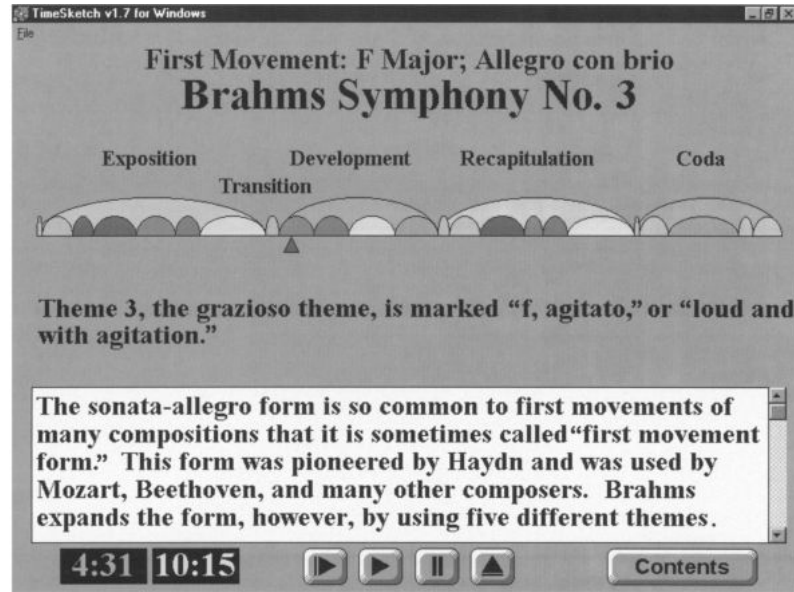 TimeSketch v1.7 for Windows
File
First Movement: F Major; Allegro con brio
Brahms Symphony No. 3
Exposition Development Recapitulation Coda
Transition
Theme 3, the grazioso theme, is marked “f, agitato,” or “loud and
with agitation.”
The sonata-allegro form is so common to first movements of
many compositions that it is sometimes called “first movement
form.” This form was pioneered by Haydn and was used by
Mozart, Beethoven, and many other composers. Brahms
expands the form, however, by using five different themes.
4:31 10:15 Contents